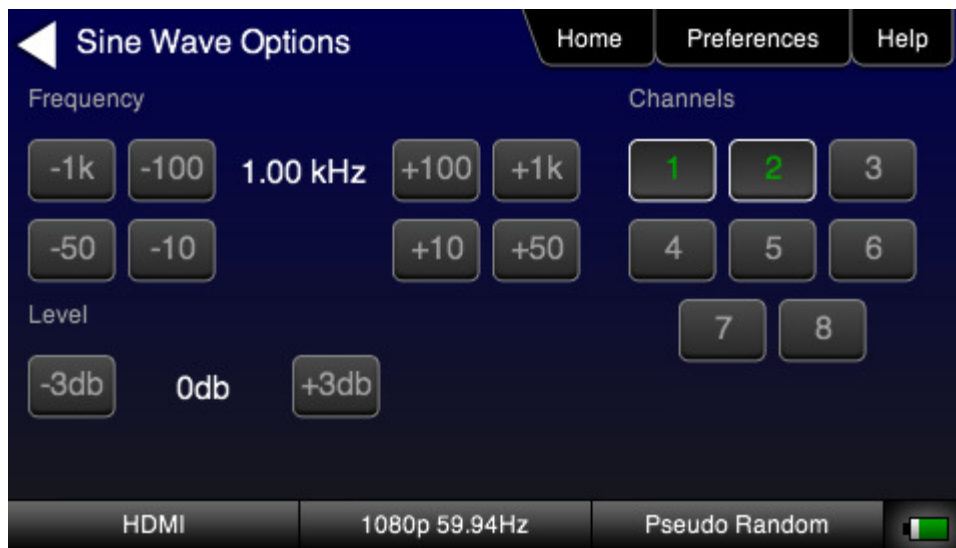 Sine Wave Options Home Preferences Help
Frequency Channels
-1k -100 1.00 kHz +100 +1k 1 2 3
-50 -10 +10 +50 4 5 6
Level 7 8
-3db 0db +3db
HDMI 1080p 59.94Hz Pseudo Random